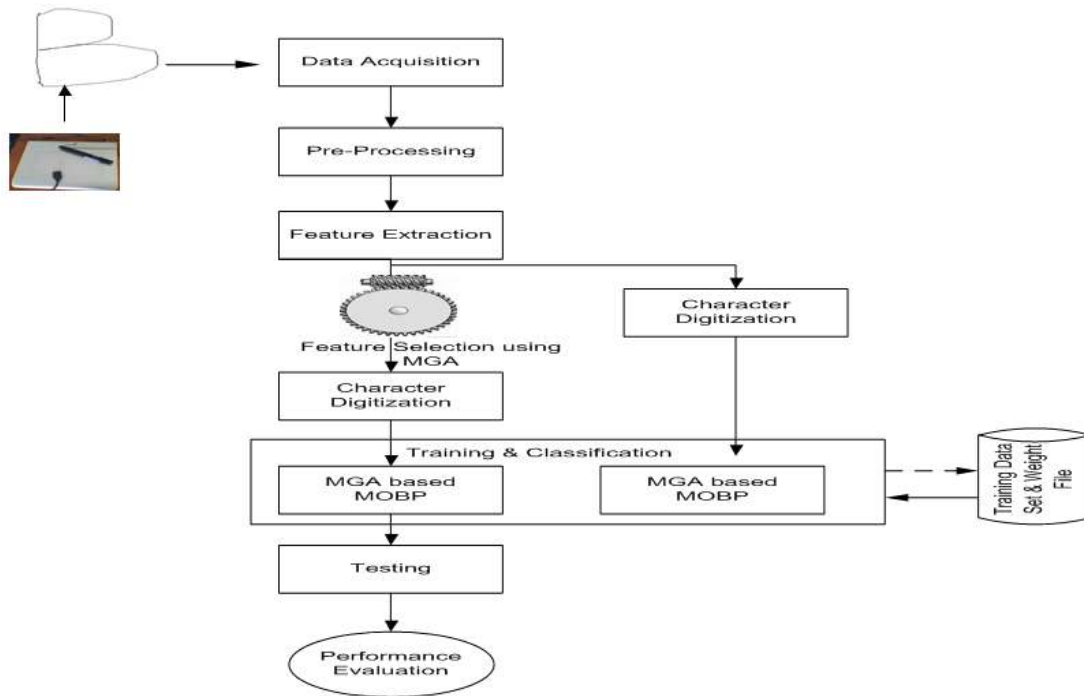 Data Acquisition
Pre-Processing
Feature Extraction
Feature Selection using
MGA
Character
Digitization
Character
Digitization
Training & Classification
MGA based
MOBP
MGA based
MOBP
Training Data
Set & Weight
File
Testing
Performance
Evaluation